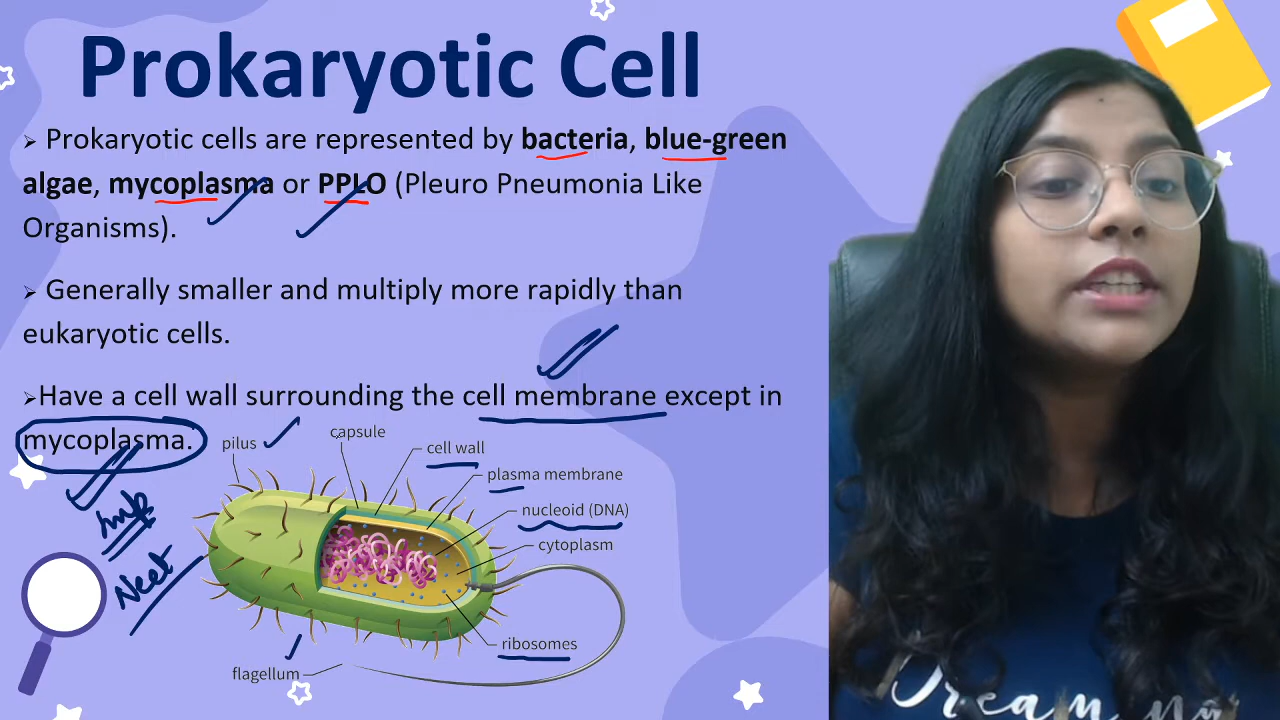 Prokaryotic Cell
➢ Prokaryotic cells are represented by bacteria, blue-green
algae, mycoplasma or PPLO (Pleuro Pneumonia Like
Organisms).
➢ Generally smaller and multiply more rapidly than
eukaryotic cells.
➢Have a cell wall surrounding the cell membrane except in
mycoplasma.
pilus
capsule
cell wall
plasma membrane
nucleoid (DNA)
cytoplasm
ribosomes
flagellum
Imp
Neet
Dream